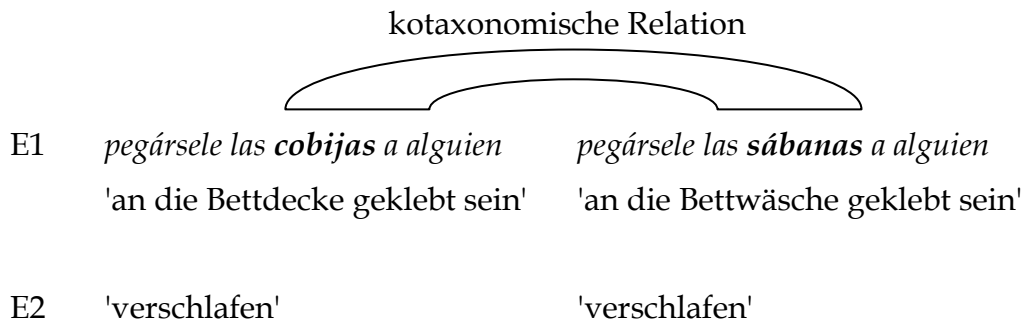 kotaxonomische Relation
E1 pegársele las cobijas a alguien pegársele las sábanas a alguien
'an die Bettdecke geklebt sein' 'an die Bettwäsche geklebt sein'
E2 'verschlafen' 'verschlafen'